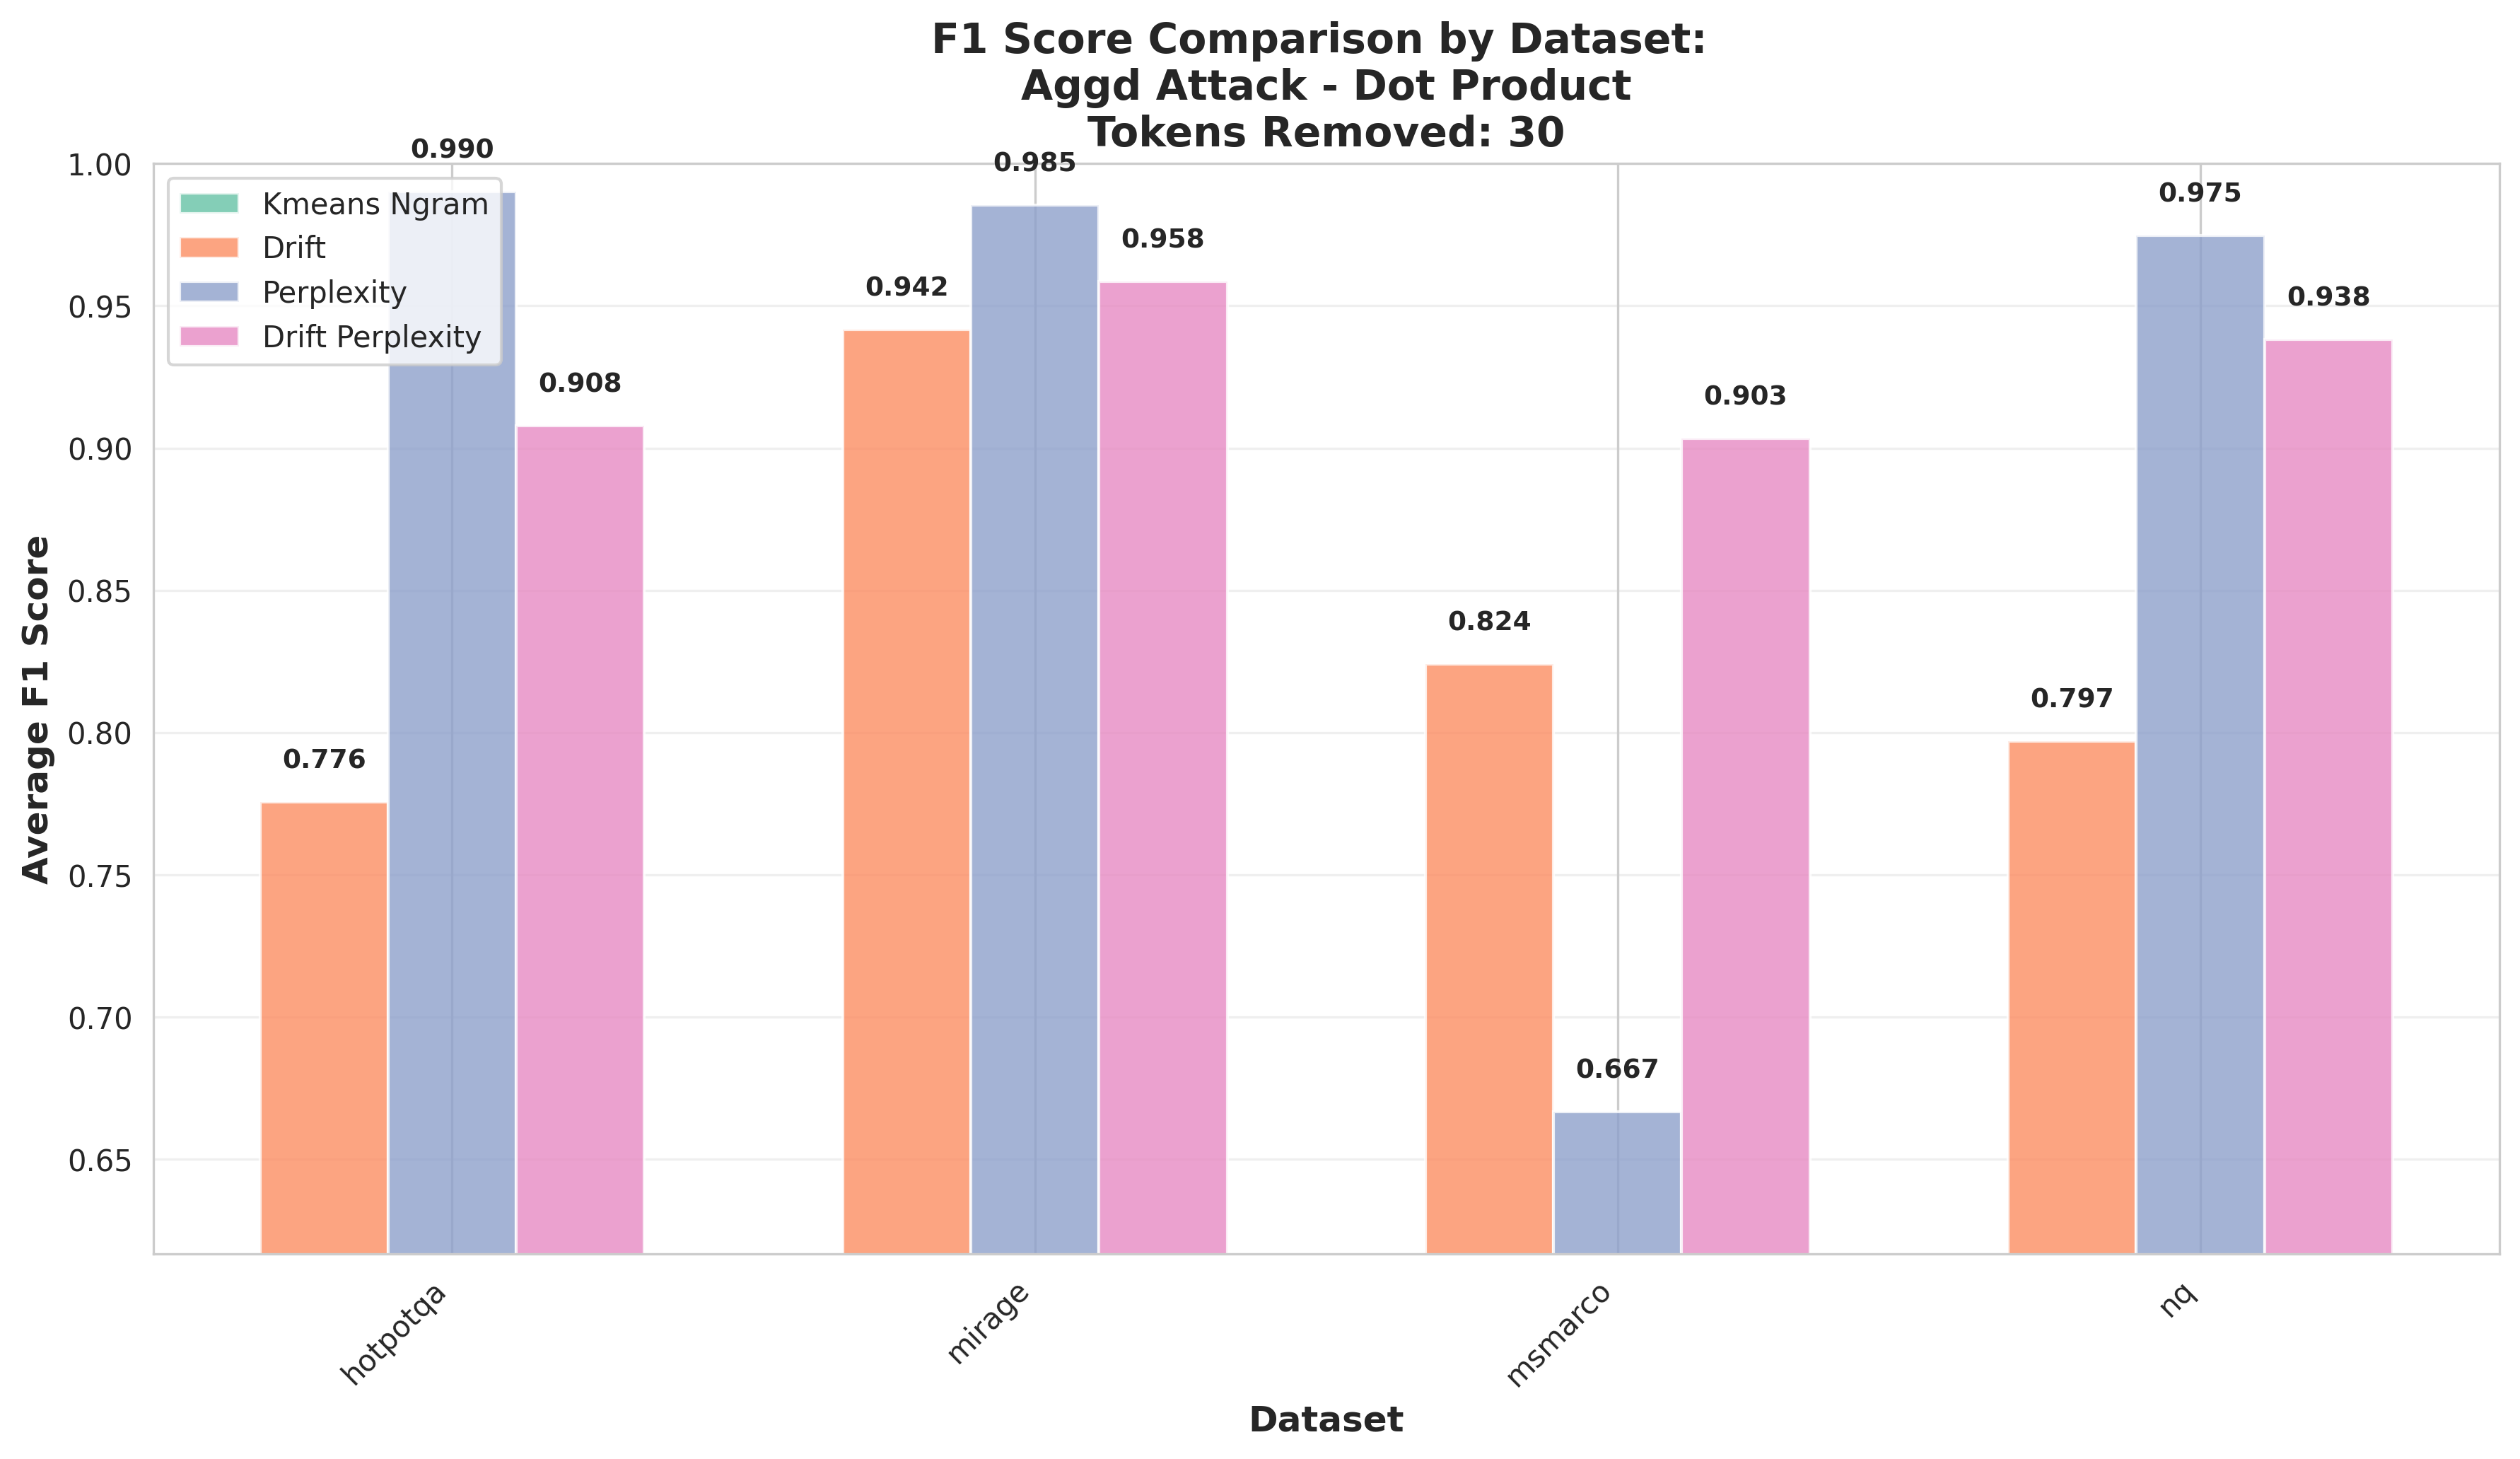 F1 Score Comparison by Dataset:
Aggd Attack - Dot Product
Tokens Removed: 30
Kmeans Ngram
Drift
Perplexity
Drift Perplexity
Average F1 Score
1.00
0.95
0.90
0.85
0.80
0.75
0.70
0.65
0.776
0.990
0.908
0.942
0.985
0.958
0.824
0.667
0.903
0.797
0.975
0.938
hotpotqa
mirage
msmarco
nq
Dataset